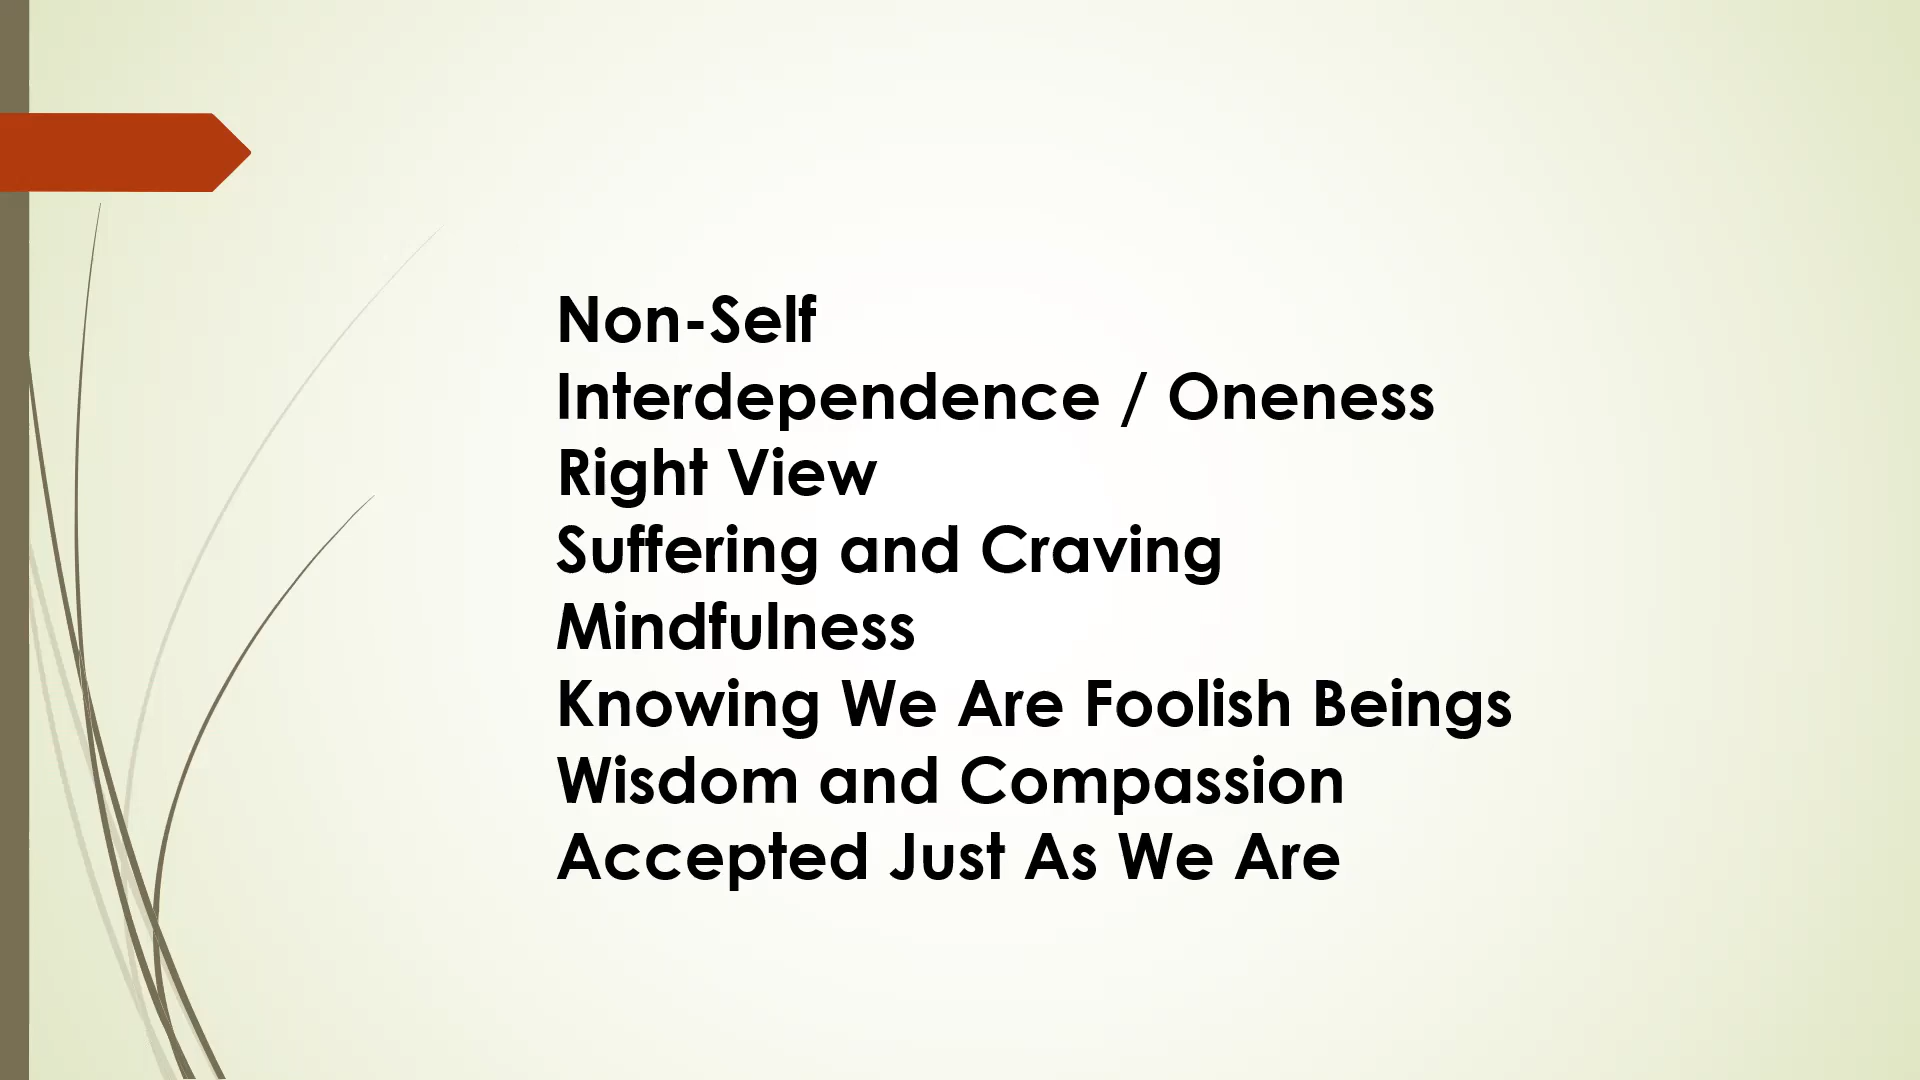 Non-Self
Interdependence / Oneness
Right View
Suffering and Craving
Mindfulness
Knowing We Are Foolish Beings
Wisdom and Compassion
Accepted Just As We Are